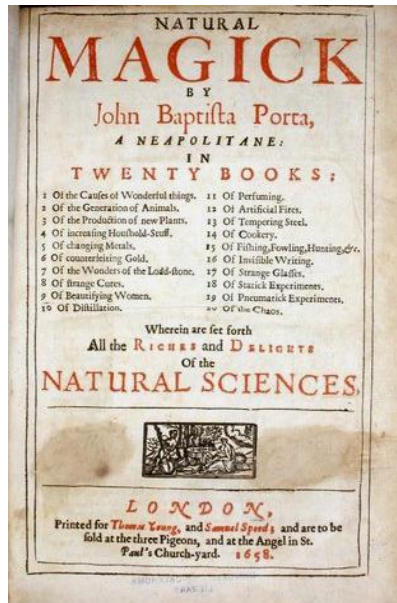 NATURAL
MAGICK
BY
John Baptiſta Porta,
A NEAPOLITANE:
IN
TWENTY BOOKS:
1 Of the Cauſes of Wonderful things.
2 Of the Generation of Animals.
3 Of the Production of new Plants.
4 Of increaſing Houſhold-Stuff.
5 Of changing Metals.
6 Of counterfeiting Gold.
7 Of the Wonders of the Load-ſtone.
8 Of ſtrange Cures.
9 Of Beautifying Women.
10 Of Diſtillation.
11 Of Perfuming.
12 Of Artificial Fires.
13 Of Tempering Steel.
14 Of Cookery.
15 Of Fiſhing, Fowling, Hunting, &c.
16 Of Inviſible Writing.
17 Of Strange Glaſſes.
18 Of Statick Experiments.
19 Of Pneumatick Experiments.
20 Of the Chaos.
Wherein are ſet forth
All the RICHES and DELIGHTS
Of the
NATURAL SCIENCES,
LONDON,
Printed for Thomas Young, and Samuel Speed; and are to be
ſold at the three Pigeons, and at the Angel in St.
Paul's Church-yard. 1658.